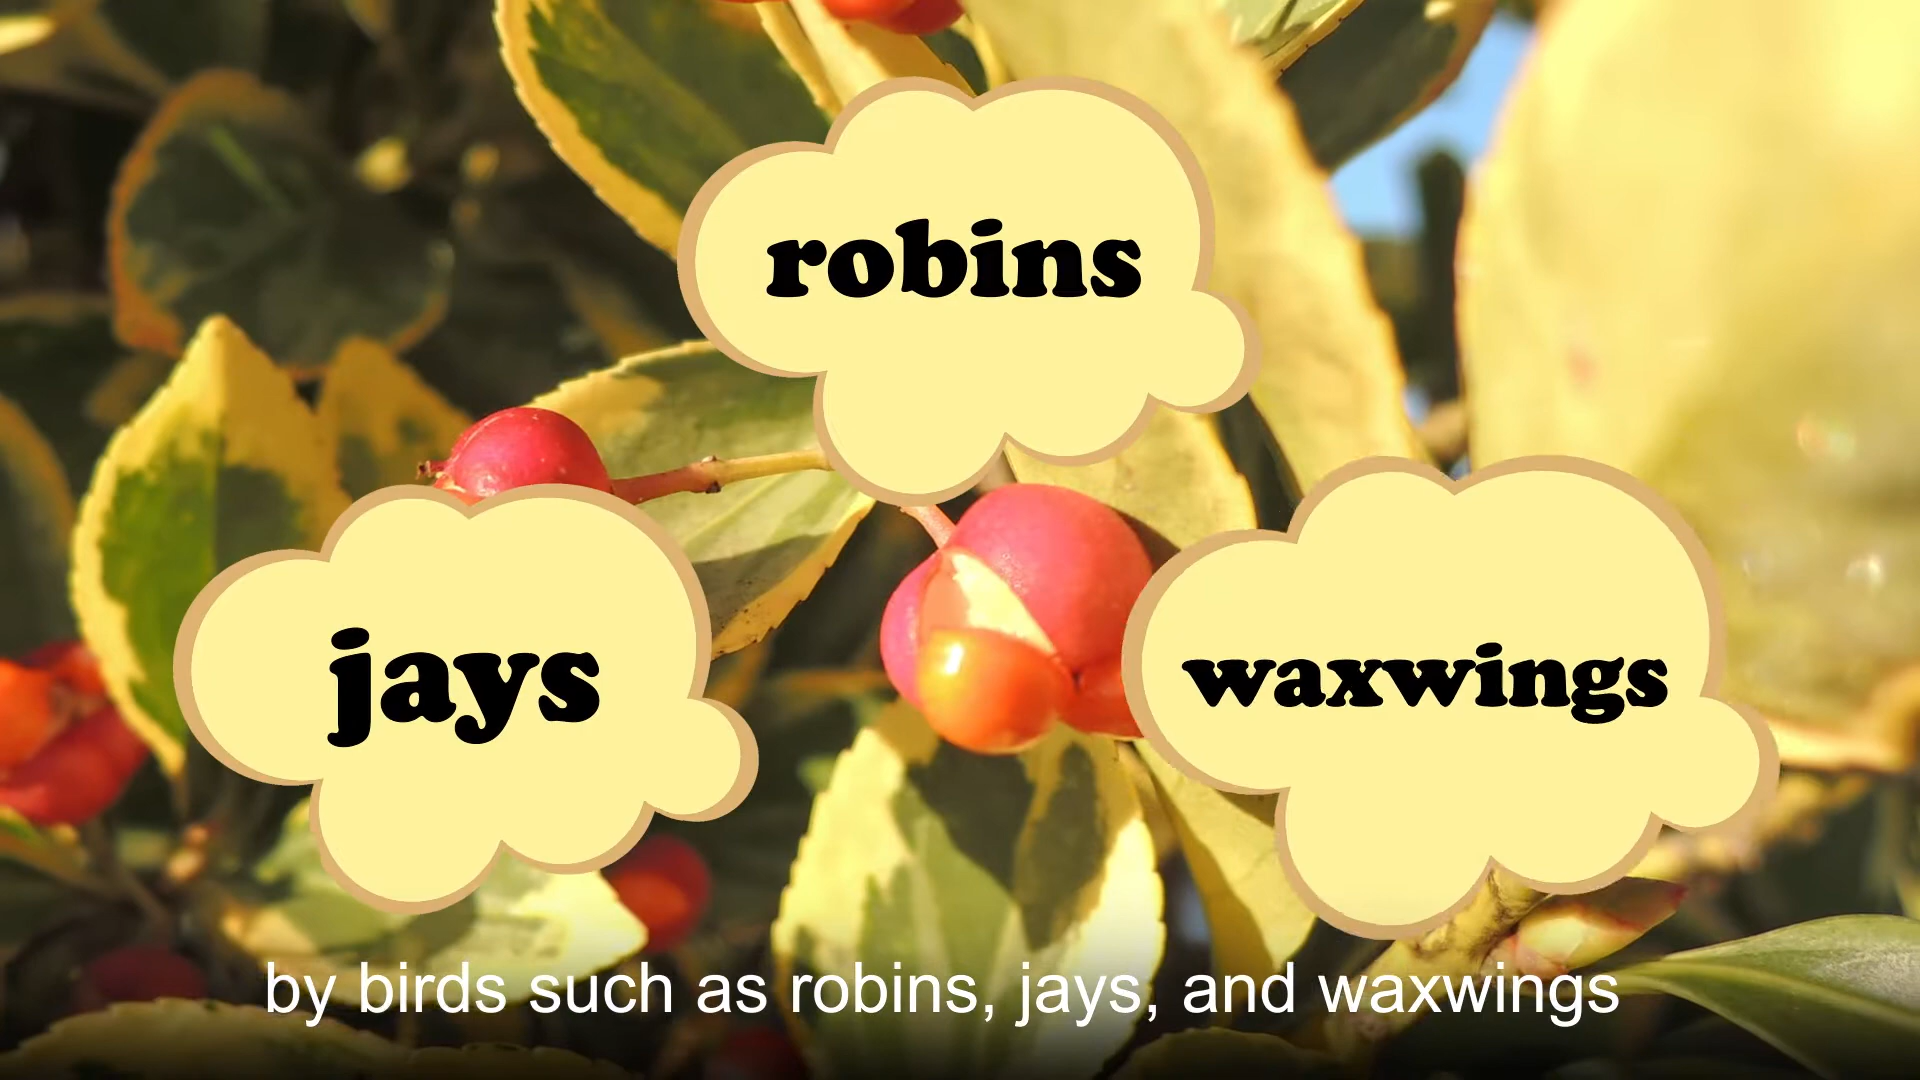 robins
jays
waxwings
by birds such as robins, jays, and waxwings